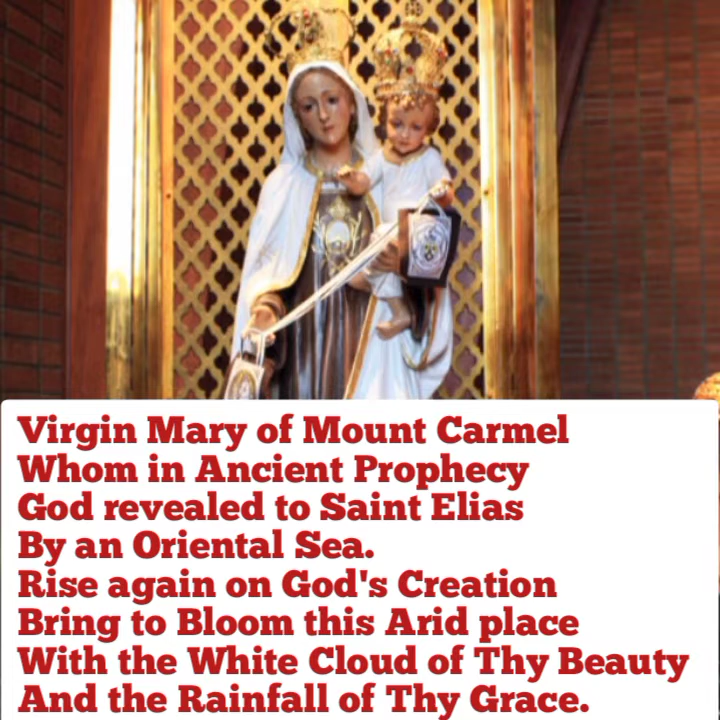 Virgin Mary of Mount Carmel
Whom in Ancient Prophecy
God revealed to Saint Elias
By an Oriental Sea.
Rise again on God's Creation
Bring to Bloom this Arid place
With the White Cloud of Thy Beauty
And the Rainfall of Thy Grace.